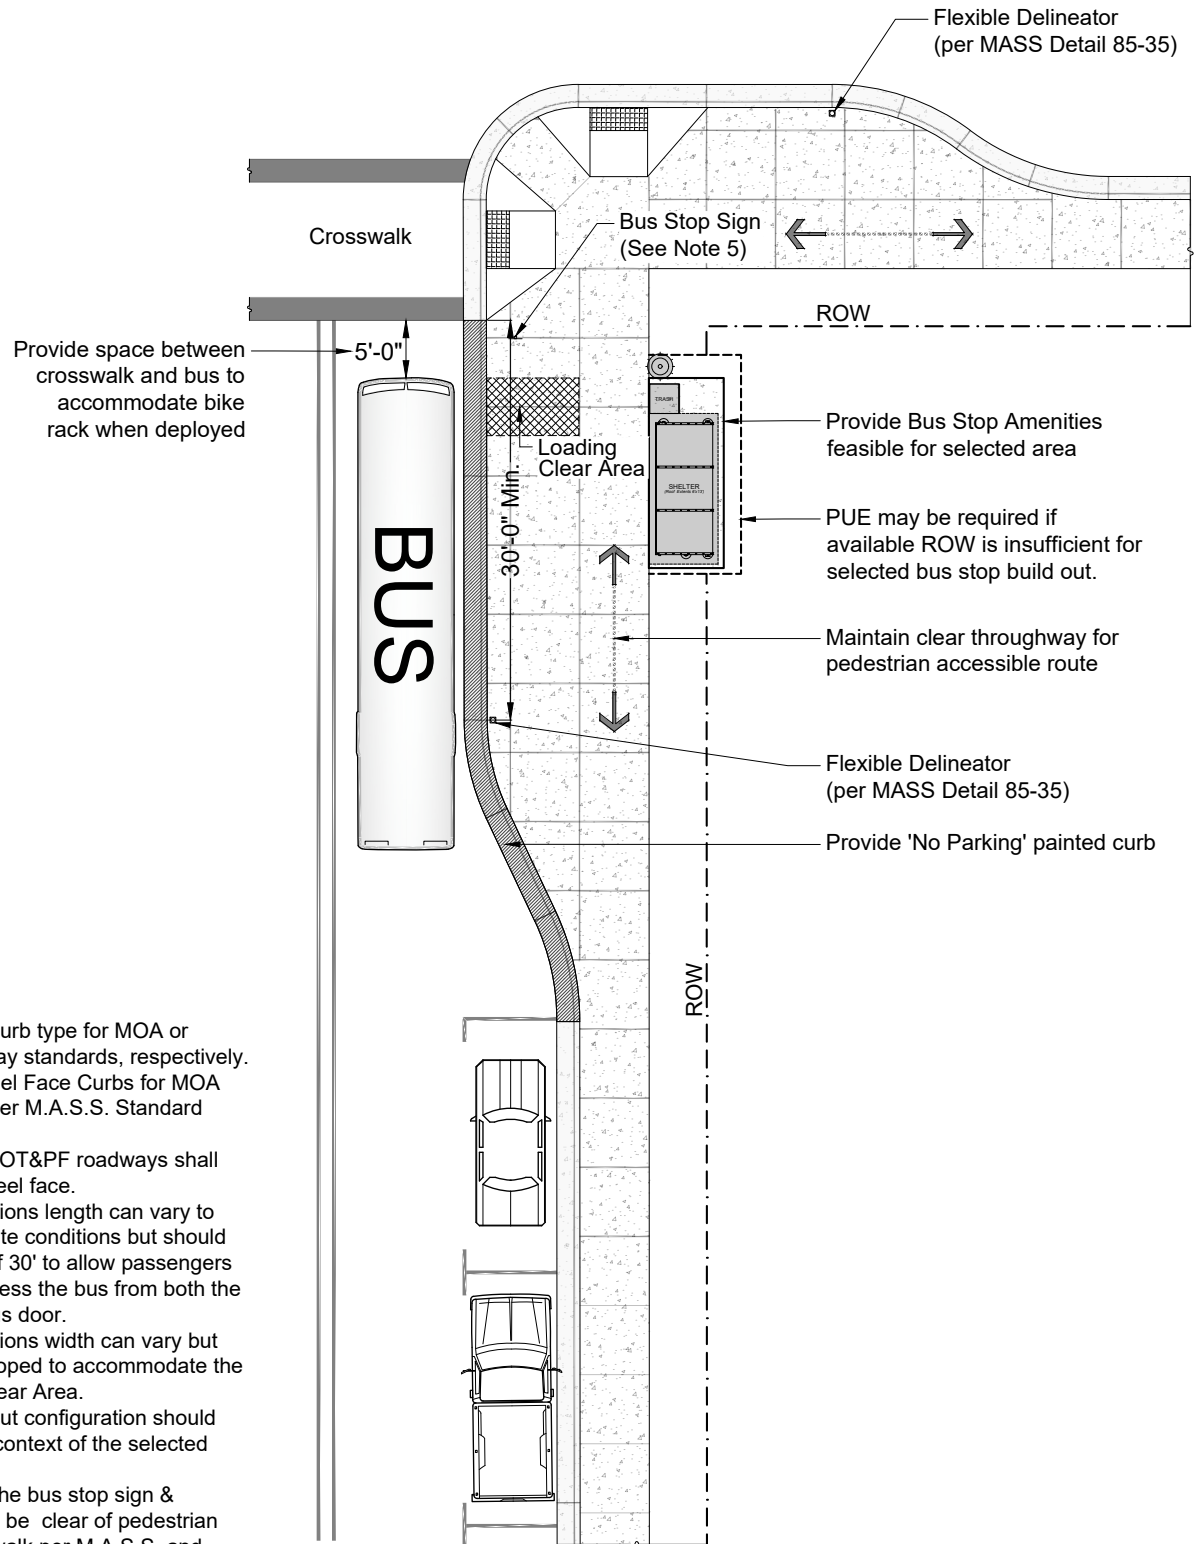 Flexible Delineator
(per MASS Detail 85-35)
Bus Stop Sign
(See Note 5)
Crosswalk
ROW
Provide space between
crosswalk and bus to
accommodate bike
rack when deployed
5'-0"
TRASH
Loading
Clear Area
30'-0" Min.
SHELTER
Provide Bus Stop Amenities
feasible for selected area
BUS
PUE may be required if
available ROW is insufficient for
selected bus stop build out.
Maintain clear throughway for
pedestrian accessible route
Flexible Delineator
(per MASS Detail 85-35)
Provide 'No Parking' painted curb
ROW
urb type for MOA or
ay standards, respectively.
el Face Curbs for MOA
er M.A.S.S. Standard
OT&PF roadways shall
eel face.
ions length can vary to
te conditions but should
f 30' to allow passengers
ess the bus from both the
s door.
ions width can vary but
oped to accommodate the
ear Area.
ut configuration should
context of the selected
he bus stop sign &
be clear of pedestrian
walk per M.A.S.S. and